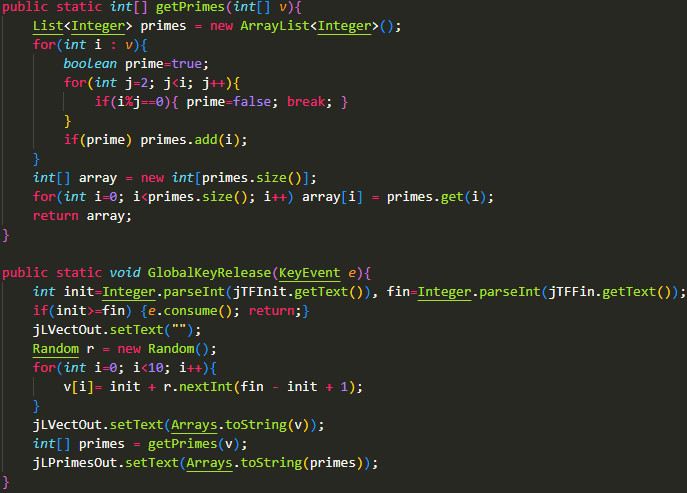 public static int[] getPrimes(int[] v){
    List<Integer> primes = new ArrayList<Integer>();
    for(int i : v){
        boolean prime=true;
        for(int j=2; j<i; j++){
            if(i%j==0){ prime=false; break; }
        }
        if(prime) primes.add(i);
    }
    int[] array = new int[primes.size()];
    for(int i=0; i<primes.size(); i++) array[i] = primes.get(i);
    return array;
}

public static void GlobalKeyRelease(KeyEvent e){
    int init=Integer.parseInt(jTFInit.getText()), fin=Integer.parseInt(jTFFin.getText());
    if(init>=fin) {e.consume(); return;}
    jLVectOut.setText("");
    Random r = new Random();
    for(int i=0; i<10; i++){
        v[i]= init + r.nextInt(fin - init + 1);
    }
    jLVectOut.setText(Arrays.toString(v));
    int[] primes = getPrimes(v);
    jLPrimesOut.setText(Arrays.toString(primes));
}